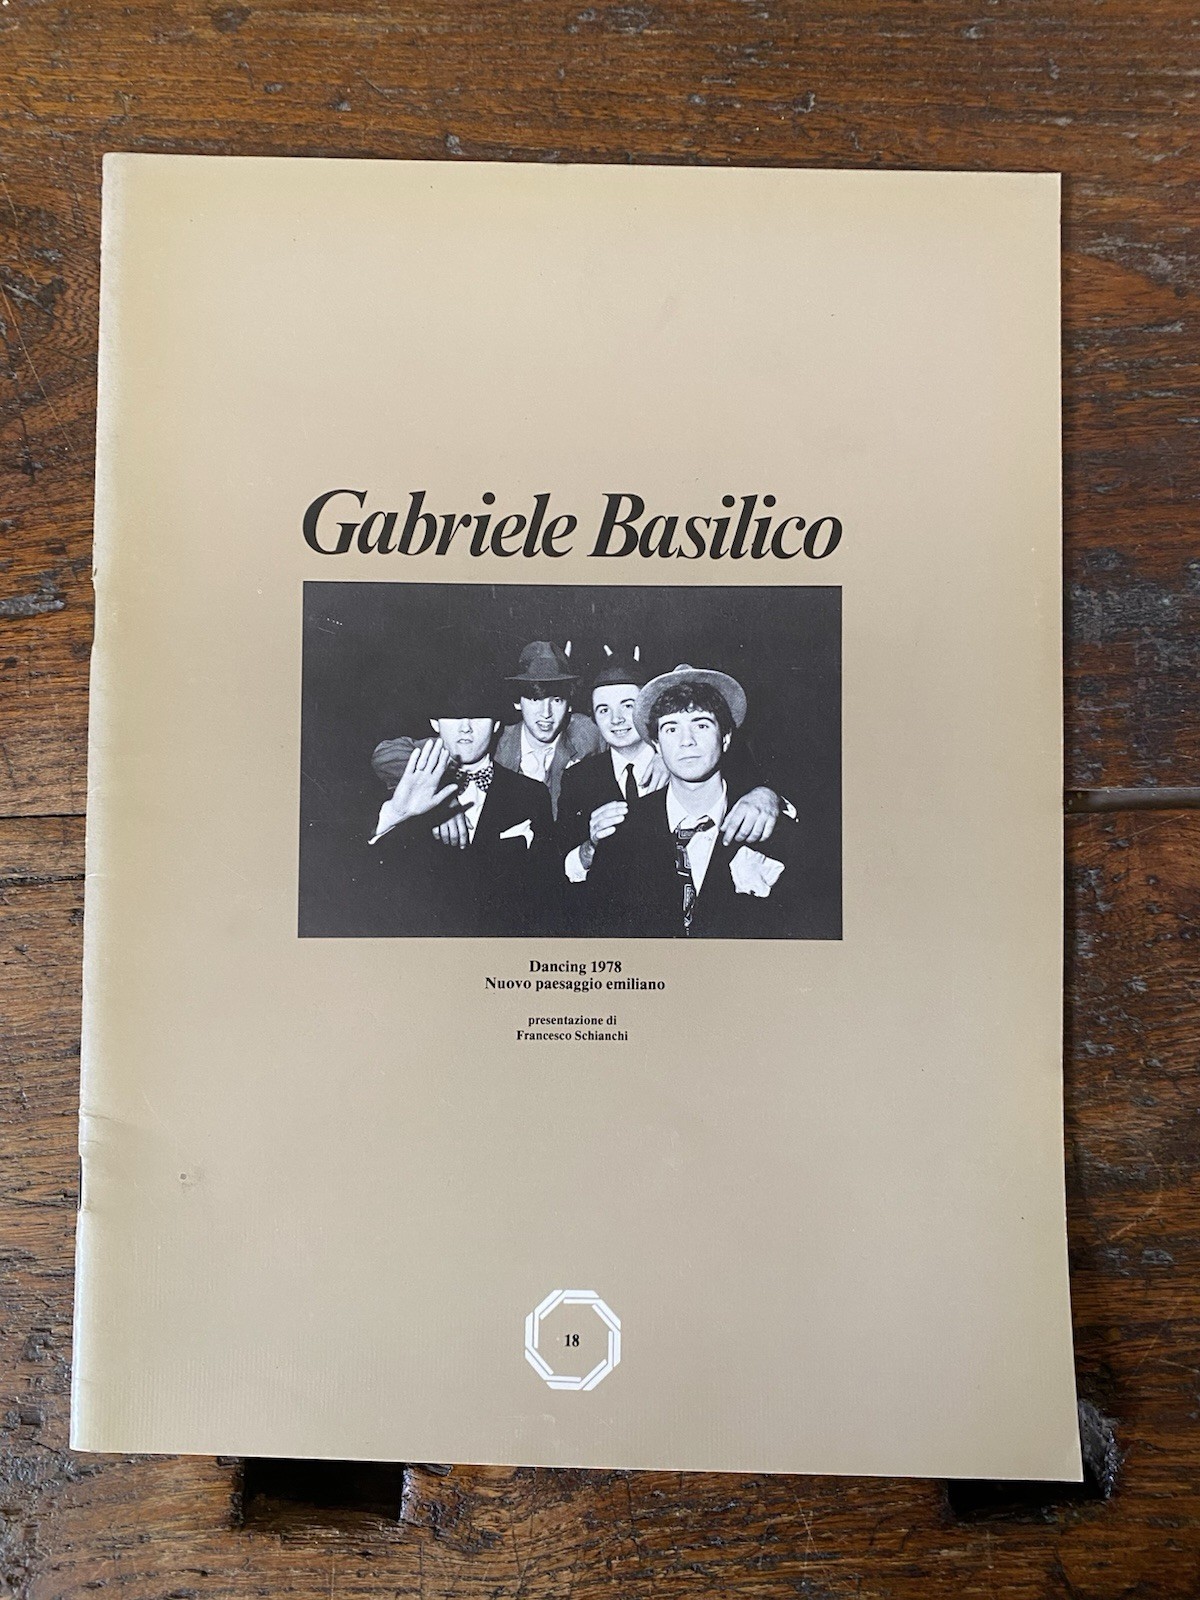 Gabriele Basilico
Dancing 1978
Nuovo paesaggio emiliano
presentazione di
Francesco Schianchi
18